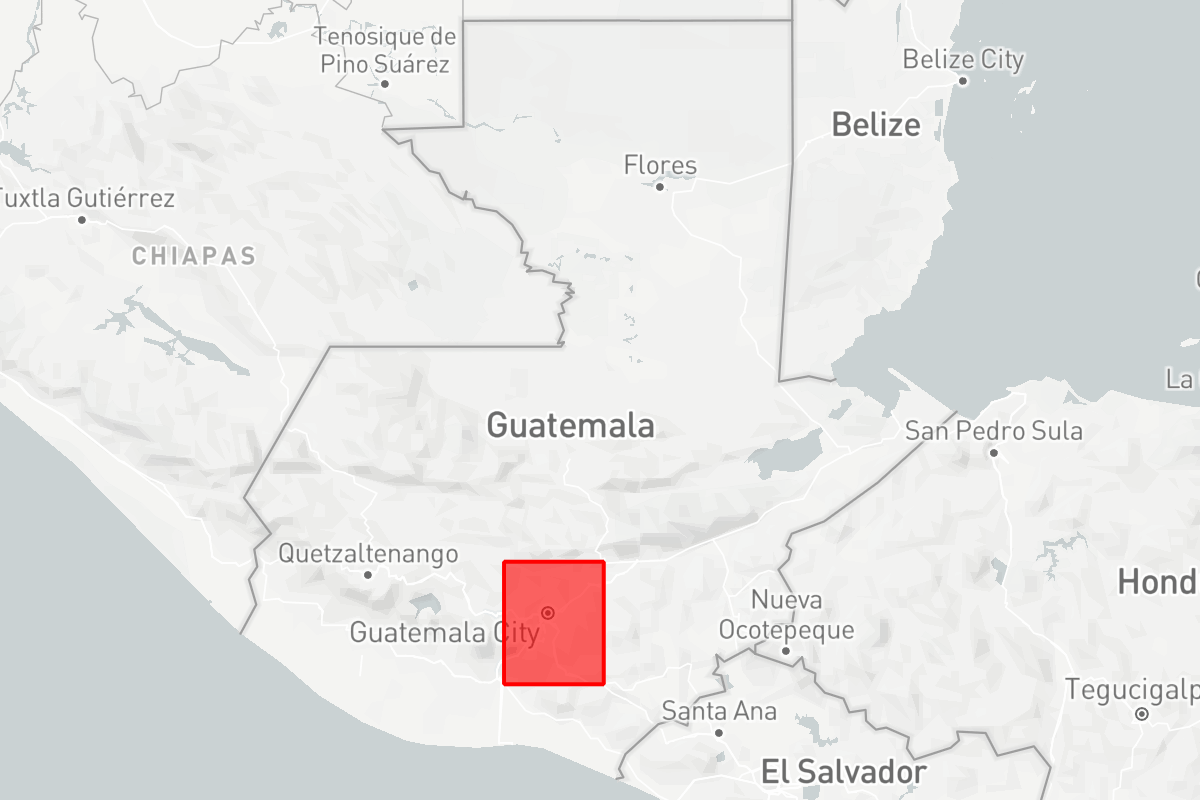 Tenosique de
Pino Suárez
Belize City
Belize
Flores
Tuxtla Gutiérrez
CHIAPAS
La
Guatemala
San Pedro Sula
Quetzaltenango
Hond
Nueva
Ocotepeque
Guatemala City
Tegucigalp
Santa Ana
El Salvador